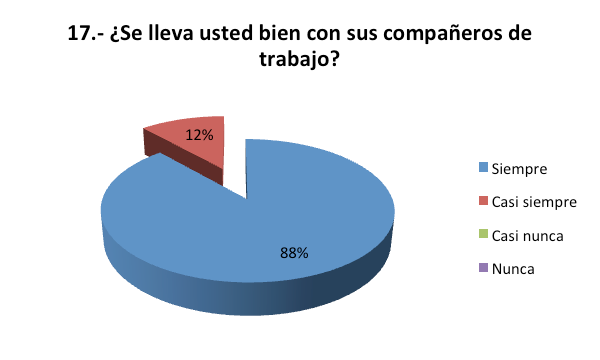 17.- ¿Se lleva usted bien con sus compañeros de
trabajo?
12%
88%
Siempre
Casi siempre
Casi nunca
Nunca